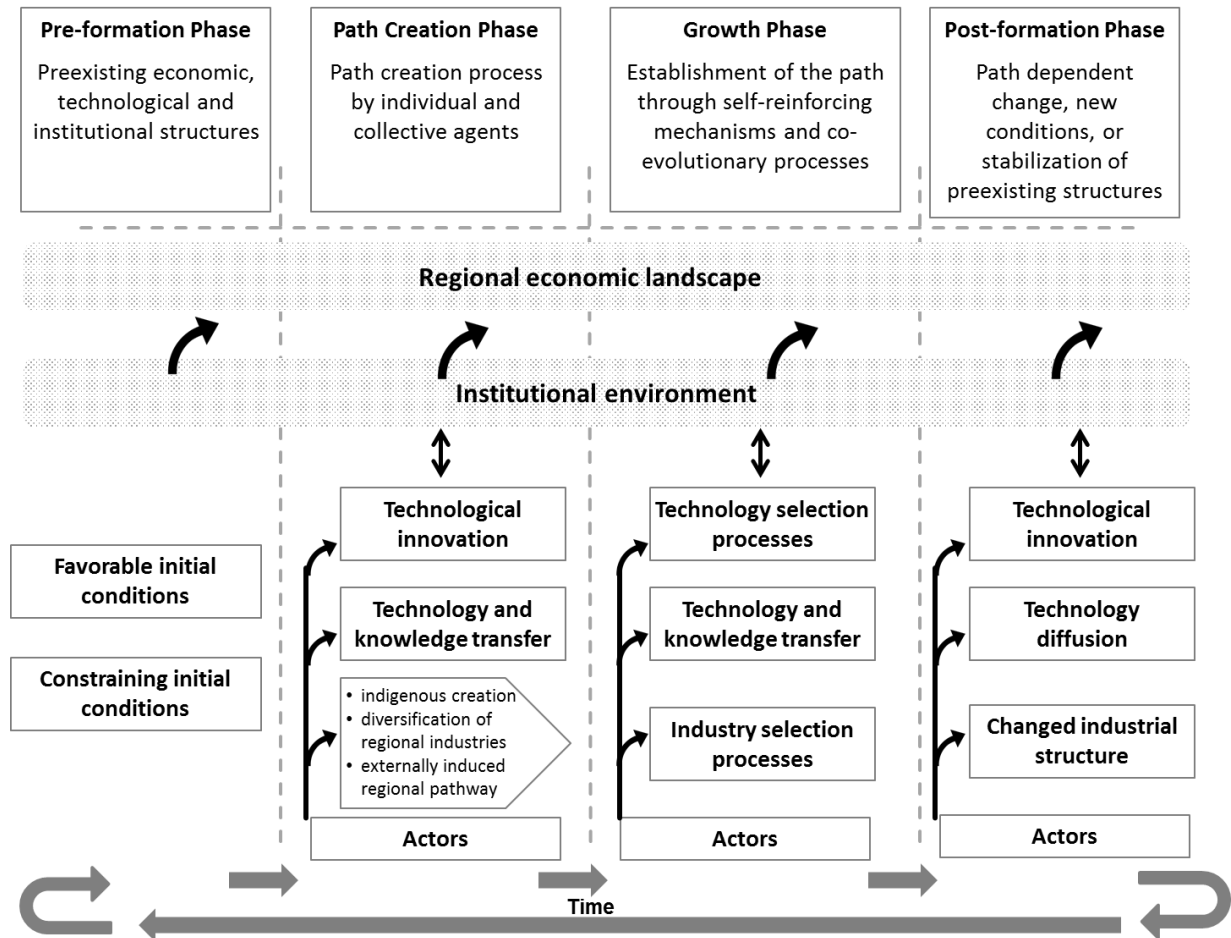 Pre-formation Phase
Preexisting economic,
technological and
institutional structures
Path Creation Phase
Path creation process
by individual and
collective agents
Growth Phase
Establishment of the path
through self-reinforcing
mechanisms and co-
evolutionary processes
Post-formation Phase
Path dependent
change, new
conditions, or
stabilization of
preexisting structures
Regional economic landscape
Institutional environment
Favorable initial
conditions
Constraining initial
conditions
Technological
innovation
Technology and
knowledge transfer
• indigenous creation
• diversification of
regional industries
• externally induced
regional pathway
Actors
Technology selection
processes
Technology and
knowledge transfer
Industry selection
processes
Actors
Technological
innovation
Technology
diffusion
Changed industrial
structure
Actors
Time